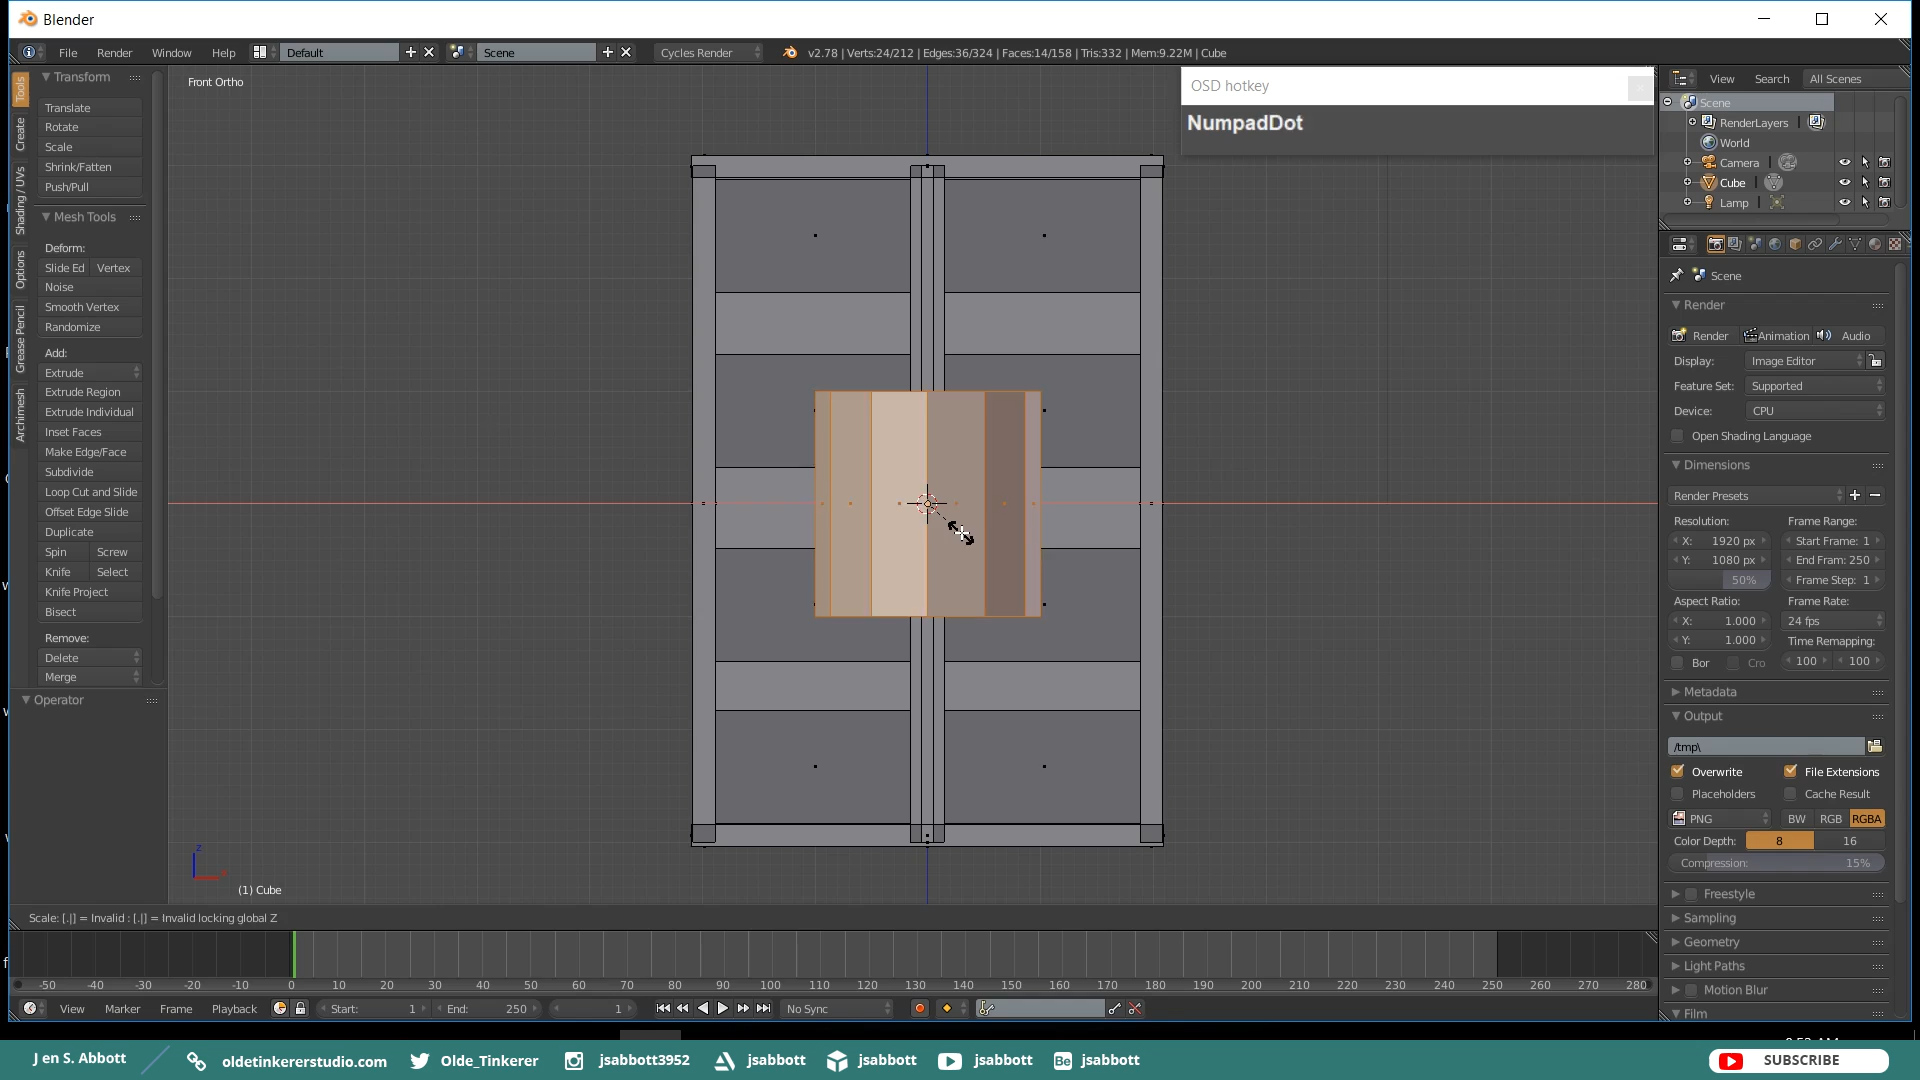 Blender
File Render Window Help Default Scene Cycles Render v2.78 | Verts:24/212 | Edges:36/324 | Faces:14/158 | Tris:332 | Mem:9.22M | Cube
Tools
Create
Shading / UVs
Options
Grease Pencil
Archimesh
Transform
Translate
Rotate
Scale
Shrink/Fatten
Push/Pull
Mesh Tools
Deform:
Slide Ed Vertex
Noise
Smooth Vertex
Randomize
Add:
Extrude
Extrude Region
Extrude Individual
Inset Faces
Make Edge/Face
Subdivide
Loop Cut and Slide
Offset Edge Slide
Duplicate
Spin Screw
Knife Select
Knife Project
Bisect
Remove:
Delete
Merge
Operator
Front Ortho
OSD hotkey
NumpadDot
z
(1) Cube
Scale: [.|] = Invalid : [.|] = Invalid locking global Z
View Search All Scenes
Scene
RenderLayers |
World
Camera |
Cube |
Lamp |
Scene
Render
Render Animation Audio
Display: Image Editor
Feature Set: Supported
Device: CPU
Open Shading Language
Dimensions
Render Presets
Resolution: Frame Range:
X: 1920 px Start Frame: 1
Y: 1080 px End Fram: 250
50% Frame Step: 1
Aspect Ratio: Frame Rate:
X: 1.000 24 fps
Y: 1.000 Time Remapping:
Bor Cro 100 100
Metadata
Output
/tmp\
Overwrite File Extensions
Placeholders Cache Result
PNG BW RGB RGBA
Color Depth: 8 16
Compression: 15%
Freestyle
Sampling
Geometry
Light Paths
Motion Blur
Film
-50 -40 -30 -20 -10 0 10 20 30 40 50 60 70 80 90 100 110 120 130 140 150 160 170 180 190 200 210 220 230 240 250 260 270 280
View Marker Frame Playback Start: 1 End: 250 1 No Sync
J en S. Abbott oldetinkererstudio.com Olde_Tinkerer jsabbott3952 jsabbott jsabbott jsabbott Be jsabbott SUBSCRIBE